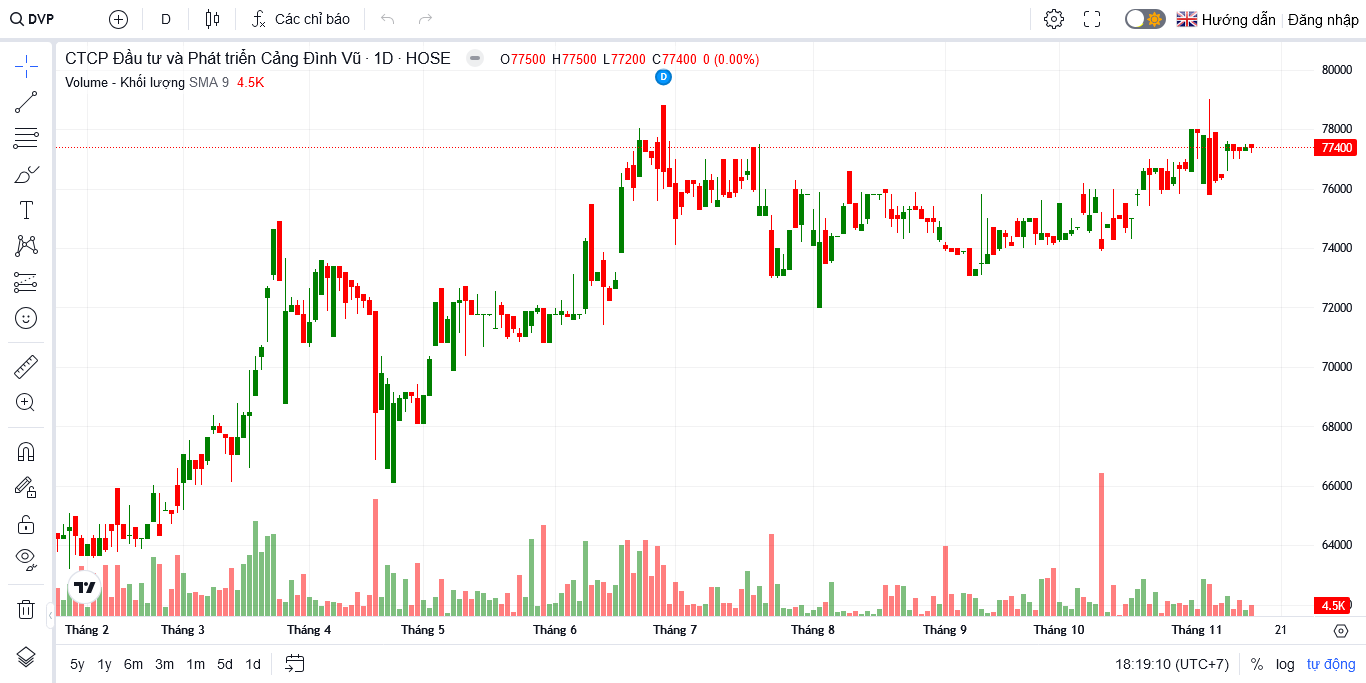 DVP D Các chỉ báo Hướng dẫn Đăng nhập
CTCP Đầu tư và Phát triển Cảng Đình Vũ · 1D · HOSE O77500 H77500 L77200 C77400 0 (0.00%)
Volume - Khối lượng SMA 9 4.5K
D
80000
78000
77400
76000
74000
72000
70000
68000
66000
64000
4.5K
Tháng 2 Tháng 3 Tháng 4 Tháng 5 Tháng 6 Tháng 7 Tháng 8 Tháng 9 Tháng 10 Tháng 11 21
5y 1y 6m 3m 1m 5d 1d 18:19:10 (UTC+7) % log tự động